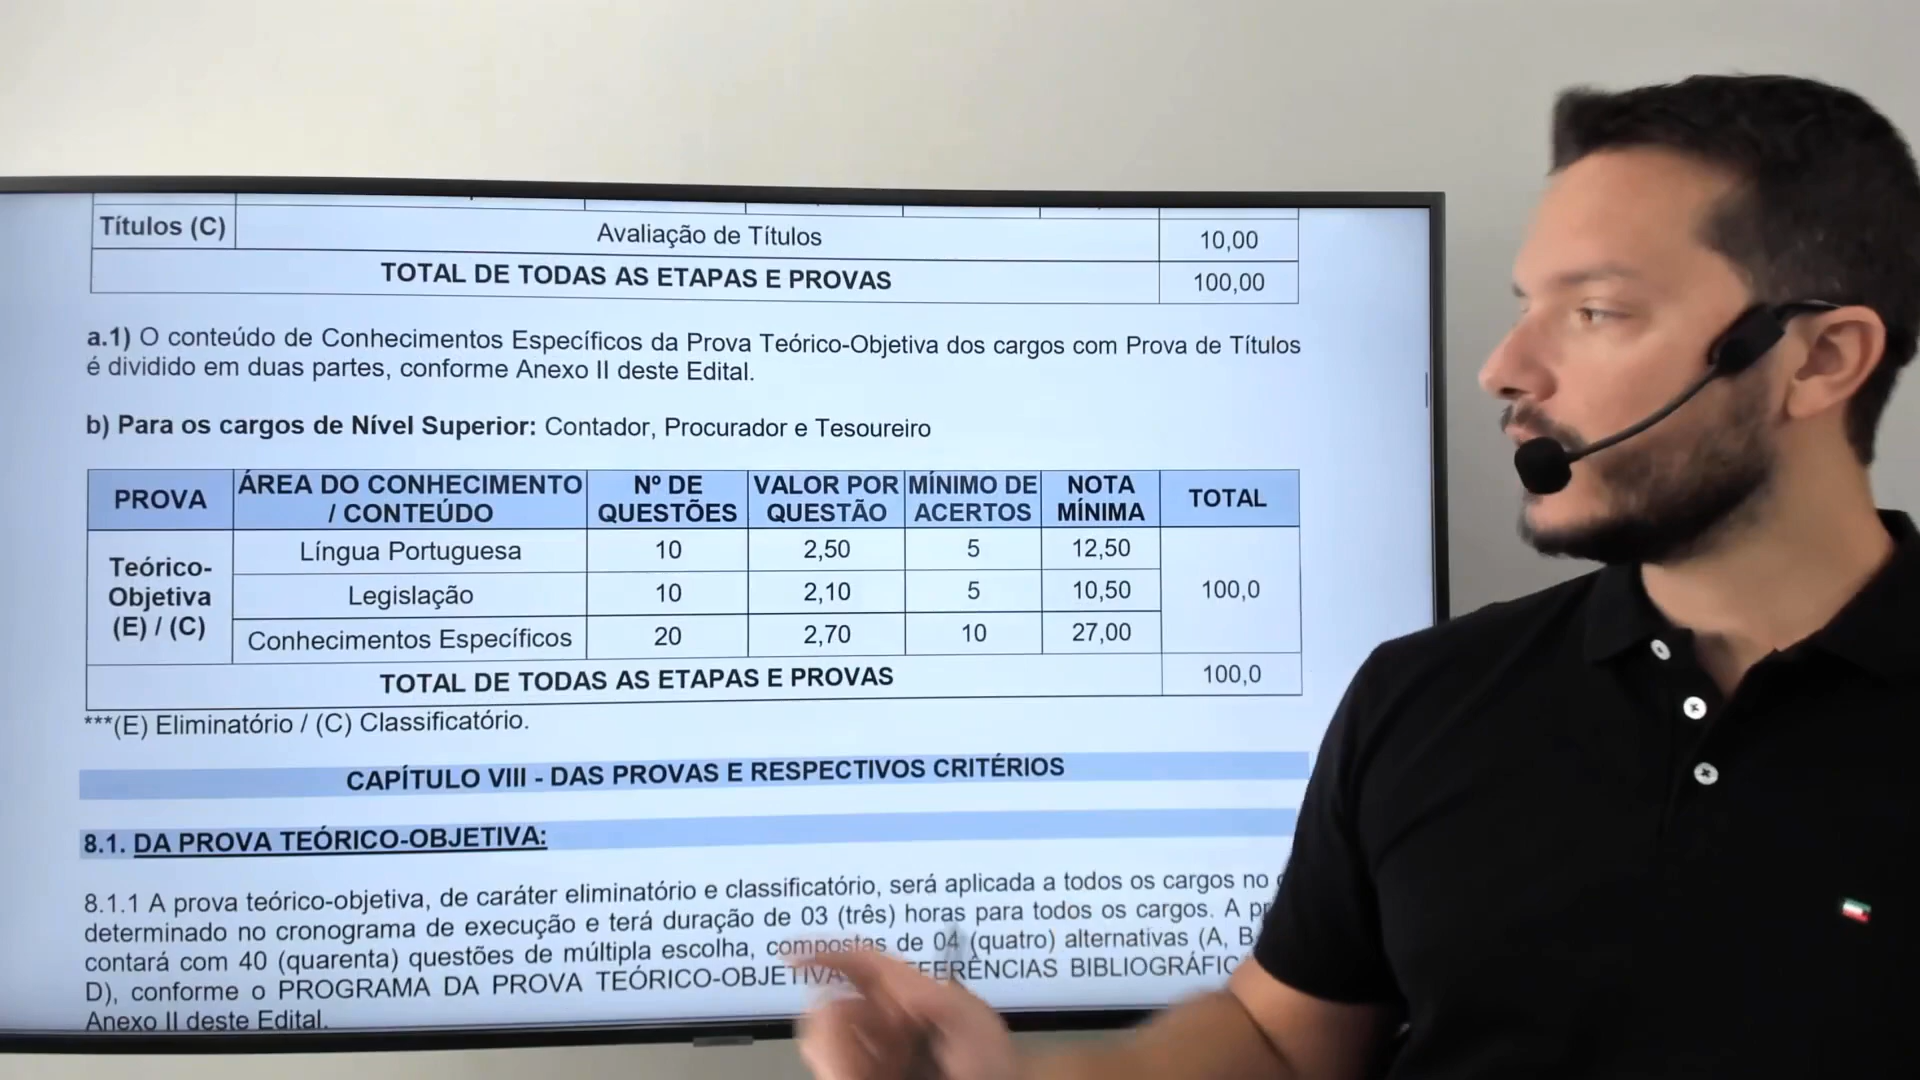 Títulos (C) Avaliação de Títulos 10,00
TOTAL DE TODAS AS ETAPAS E PROVAS 100,00
a.1) O conteúdo de Conhecimentos Específicos da Prova Teórico-Objetiva dos cargos com Prova de Títulos
é dividido em duas partes, conforme Anexo II deste Edital.
b) Para os cargos de Nível Superior: Contador, Procurador e Tesoureiro
PROVA ÁREA DO CONHECIMENTO / CONTEÚDO Nº DE QUESTÕES VALOR POR QUESTÃO MÍNIMO DE ACERTOS NOTA MÍNIMA TOTAL
Teórico-Objetiva (E) / (C) Língua Portuguesa 10 2,50 5 12,50 100,0
Legislação 10 2,10 5 10,50
Conhecimentos Específicos 20 2,70 10 27,00
TOTAL DE TODAS AS ETAPAS E PROVAS 100,0
***(E) Eliminatório / (C) Classificatório.
CAPÍTULO VIII - DAS PROVAS E RESPECTIVOS CRITÉRIOS
8.1. DA PROVA TEÓRICO-OBJETIVA:
8.1.1 A prova teórico-objetiva, de caráter eliminatório e classificatório, será aplicada a todos os cargos no
determinado no cronograma de execução e terá duração de 03 (três) horas para todos os cargos. A
contará com 40 (quarenta) questões de múltipla escolha, compostas de 04 (quatro) alternativas (A, B,
D), conforme o PROGRAMA DA PROVA TEÓRICO-OBJETIVA
Anexo II deste Edital.